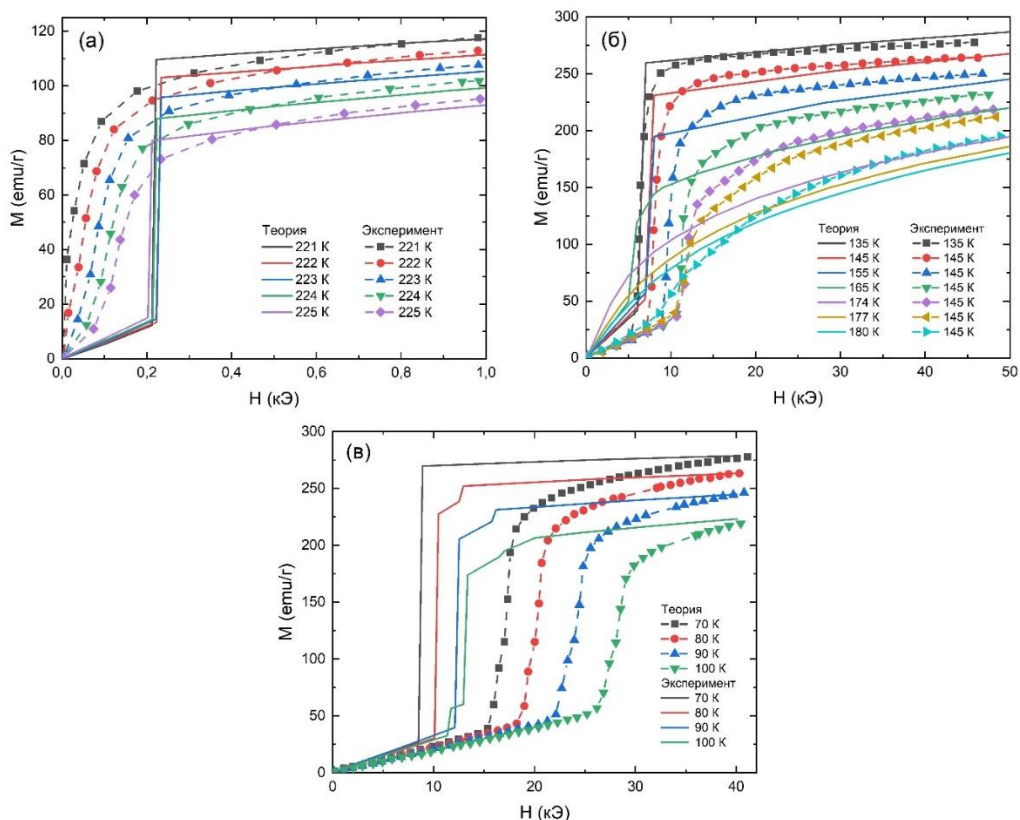 (а)
M (emu/г)
120
100
80
60
40
20
0
Теория Эксперимент
221 К 221 К
222 К 222 К
223 К 223 К
224 К 224 К
225 К 225 К
0,0 0,2 0,4 0,6 0,8 1,0
H (кЭ)
(б)
M (emu/г)
300
250
200
150
100
50
0
Теория Эксперимент
135 К 135 К
145 К 145 К
155 К 145 К
165 К 145 К
174 К 145 К
177 К 145 К
180 К 145 К
0 10 20 30 40 50
H (кЭ)
(в)
M (emu/г)
300
250
200
150
100
50
0
Теория
70 К
80 К
90 К
100 К
Эксперимент
70 К
80 К
90 К
100 К
0 10 20 30 40
H (кЭ)